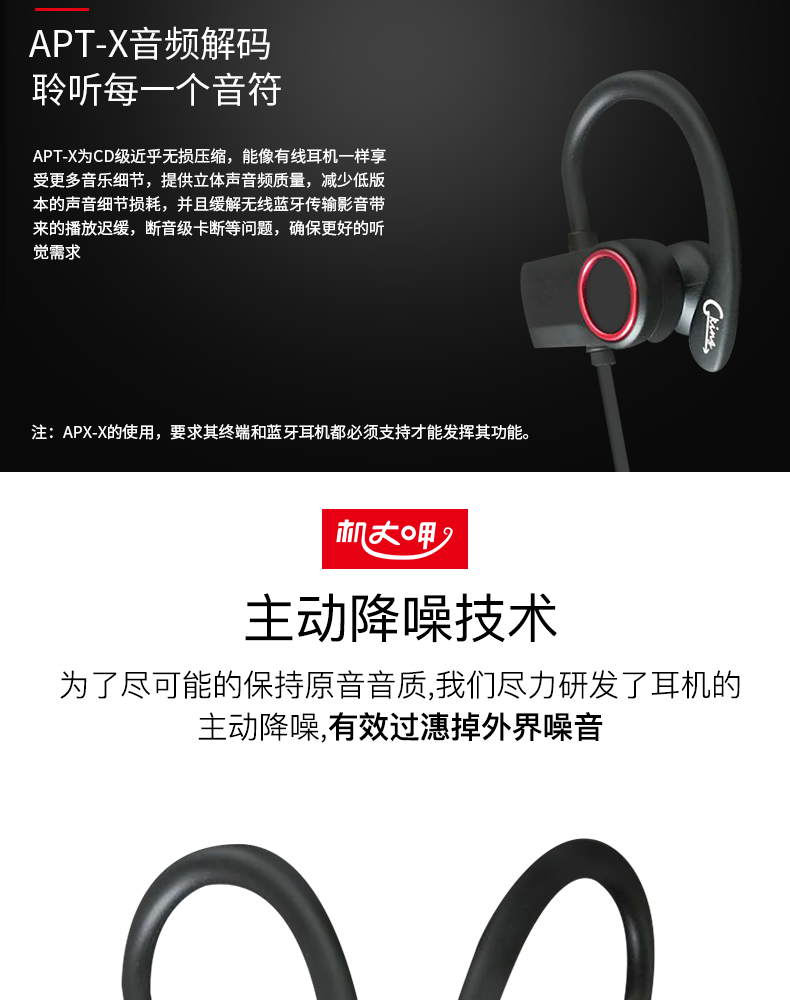 APT-X音频解码
聆听每一个音符
APT-X为CD级近乎无损压缩，能像有线耳机一样享
受更多音乐细节，提供立体声音频质量，减少低版
本的声音细节损耗，并且缓解无线蓝牙传输影音带
来的播放迟缓，断音级卡断等问题，确保更好的听
觉需求
注：APX-X的使用，要求其终端和蓝牙耳机都必须支持才能发挥其功能。
机大呷
主动降噪技术
为了尽可能的保持原音音质,我们尽力研发了耳机的
主动降噪,有效过滙掉外界噪音